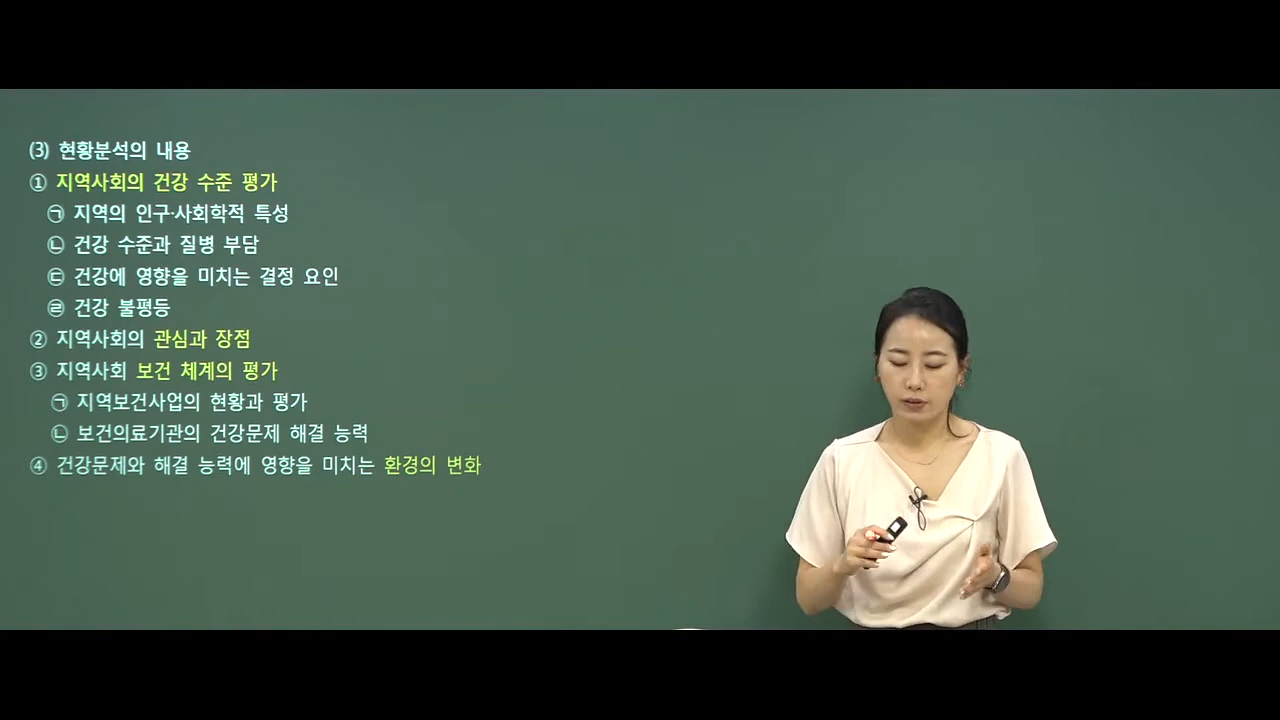 ⑶ 현황분석의 내용
① 지역사회의 건강 수준 평가
㉠ 지역의 인구·사회학적 특성
㉡ 건강 수준과 질병 부담
㉢ 건강에 영향을 미치는 결정 요인
㉣ 건강 불평등
② 지역사회의 관심과 장점
③ 지역사회 보건 체계의 평가
㉠ 지역보건사업의 현황과 평가
㉡ 보건의료기관의 건강문제 해결 능력
④ 건강문제와 해결 능력에 영향을 미치는 환경의 변화